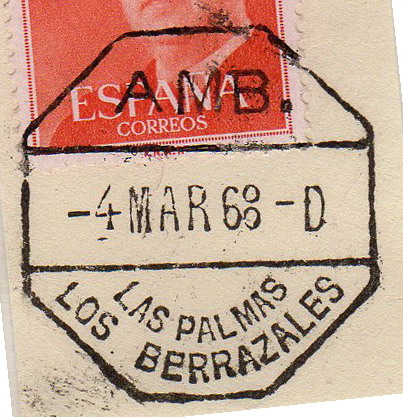 AMB.
ESPAÑA
CORREOS
-4 MAR 68 -D
LAS PALMAS
LOS BERRAZALES